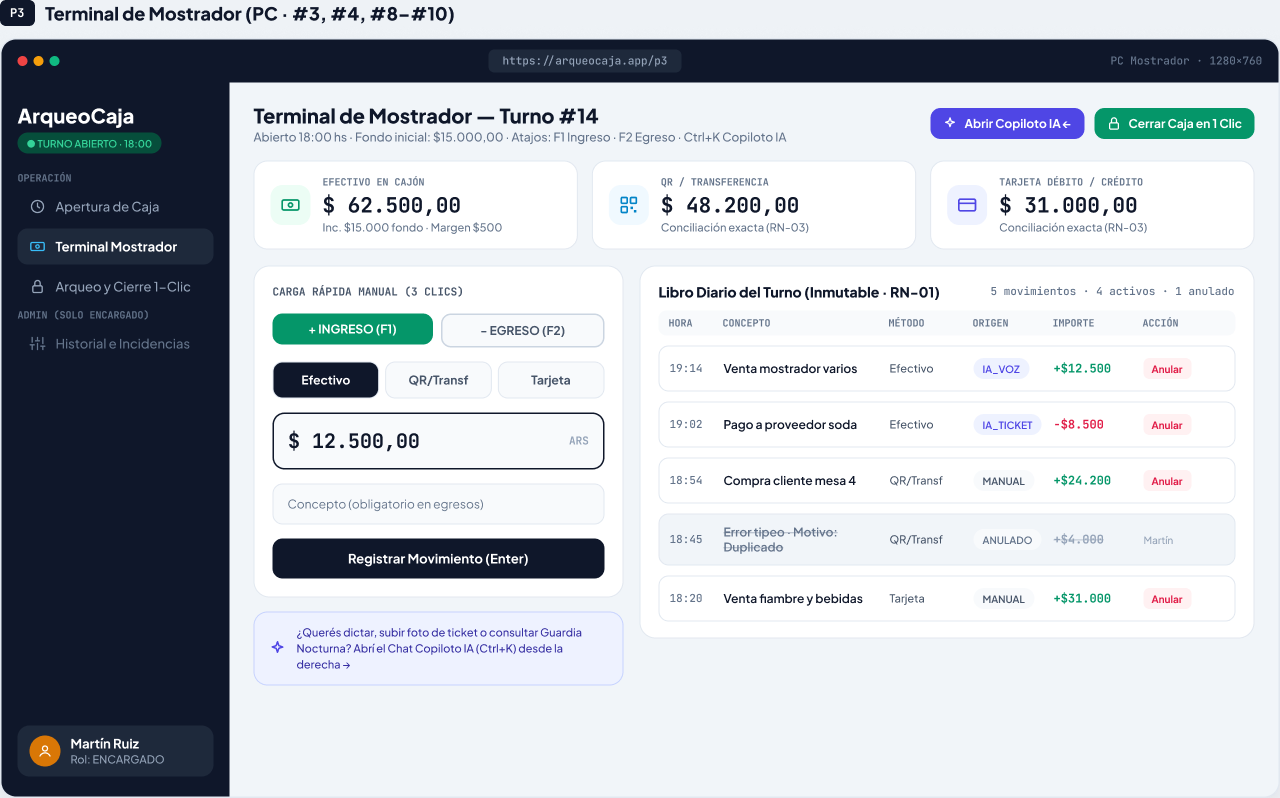 P3 Terminal de Mostrador (PC · #3, #4, #8–#10)
https://arqueocaja.app/p3
PC Mostrador · 1280×760
ArqueoCaja
TURNO ABIERTO · 18:00
OPERACIÓN
Apertura de Caja
Terminal Mostrador
Arqueo y Cierre 1-Clic
ADMIN (SOLO ENCARGADO)
Historial e Incidencias
Martín Ruiz
Rol: ENCARGADO
Terminal de Mostrador — Turno #14
Abierto 18:00 hs · Fondo inicial: $15.000,00 · Atajos: F1 Ingreso · F2 Egreso · Ctrl+K Copiloto IA
Abrir Copiloto IA ←
Cerrar Caja en 1 Clic
EFECTIVO EN CAJÓN
$ 62.500,00
Inc. $15.000 fondo · Margen $500
QR / TRANSFERENCIA
$ 48.200,00
Conciliación exacta (RN-03)
TARJETA DÉBITO / CRÉDITO
$ 31.000,00
Conciliación exacta (RN-03)
CARGA RÁPIDA MANUAL (3 CLICS)
+ INGRESO (F1)
− EGRESO (F2)
Efectivo
QR/Transf
Tarjeta
$ 12.500,00
ARS
Concepto (obligatorio en egresos)
Registrar Movimiento (Enter)
¿Querés dictar, subir foto de ticket o consultar Guardia
Nocturna? Abrí el Chat Copiloto IA (Ctrl+K) desde la
derecha →
Libro Diario del Turno (Inmutable · RN-01)
5 movimientos · 4 activos · 1 anulado
HORA CONCEPTO MÉTODO ORIGEN IMPORTE ACCIÓN
19:14 Venta mostrador varios Efectivo IA_VOZ +$12.500 Anular
19:02 Pago a proveedor soda Efectivo IA_TICKET -$8.500 Anular
18:54 Compra cliente mesa 4 QR/Transf MANUAL +$24.200 Anular
18:45 Error tipeo · Motivo: Duplicado QR/Transf ANULADO +$4.000 Martín
18:20 Venta fiambre y bebidas Tarjeta MANUAL +$31.000 Anular